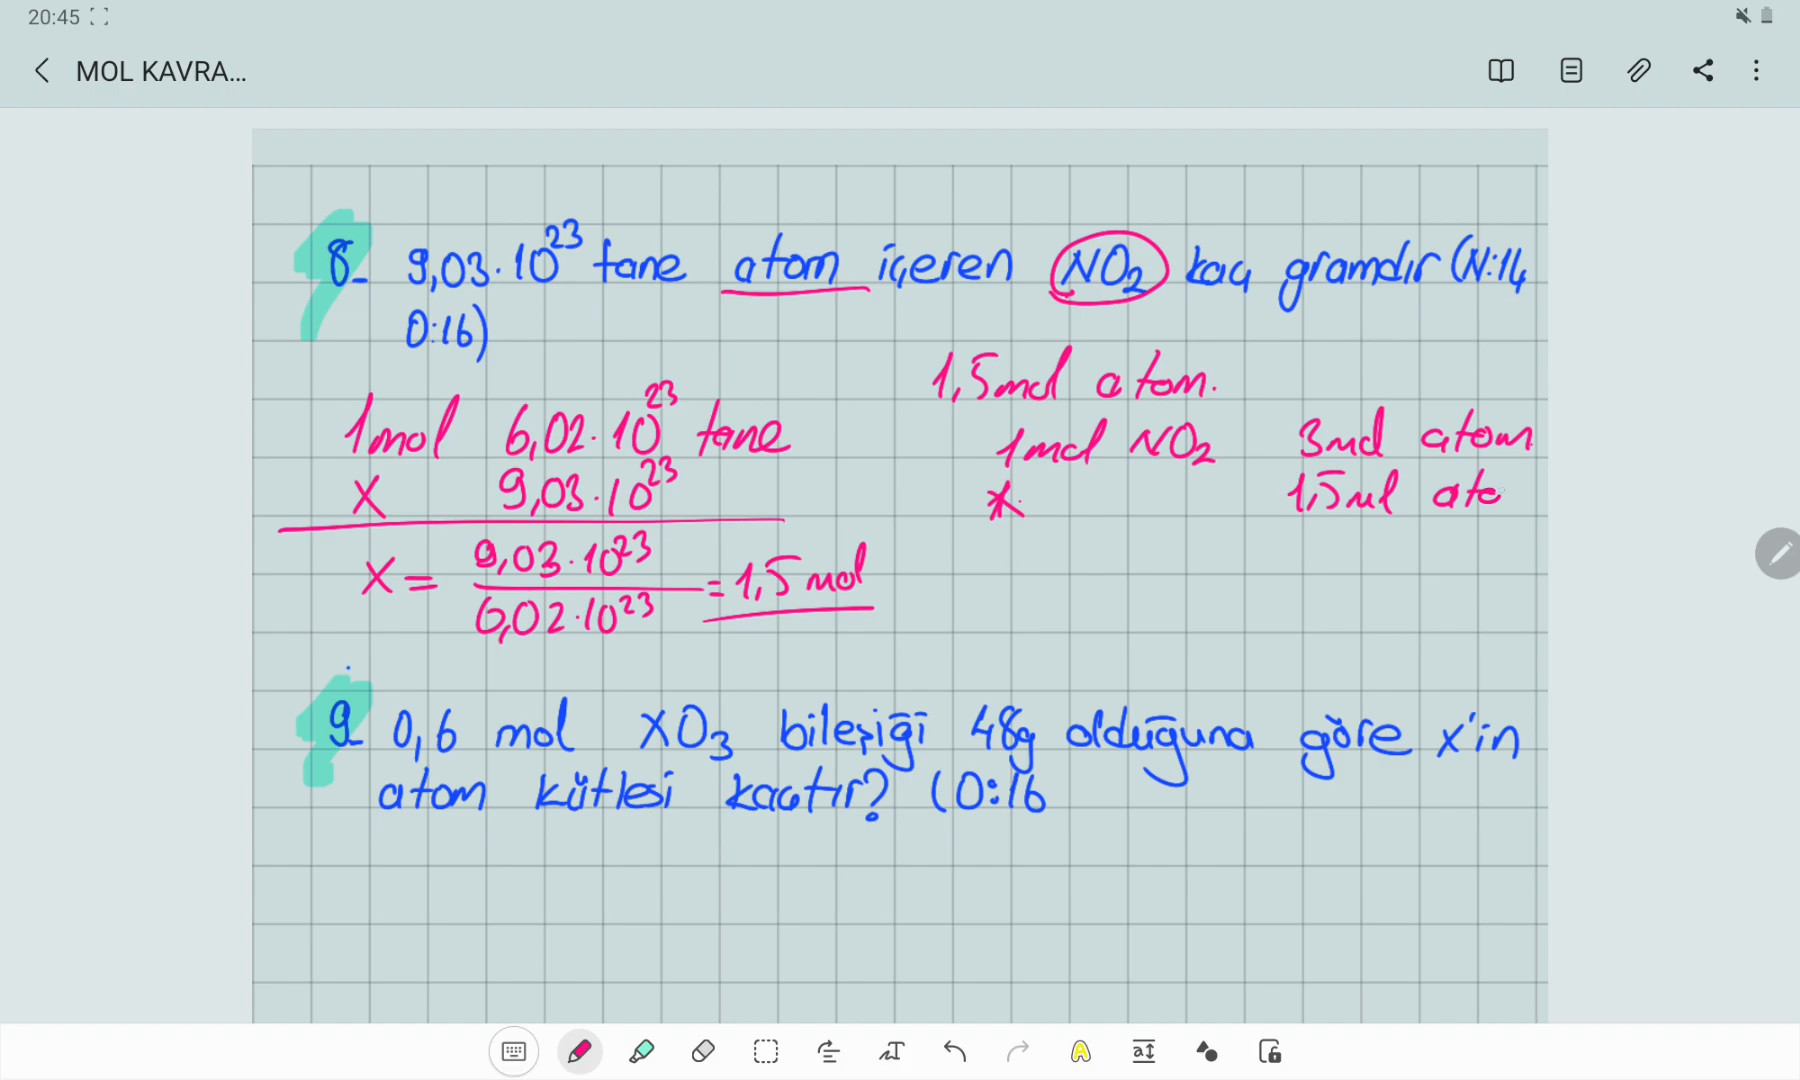 20:45
MOL KAVRA...
8- 9,03·10²³ tane atom içeren NO₂ kaç gramdır (N:14
O:16)
1,5mol atom.
1mol 6,02·10²³ tane
1mol NO₂ 3mol atom
X 9,03·10²³
x 1,5mol ato
X = 9,03·10²³ / 6,02·10²³ = 1,5 mol
9- 0,6 mol XO₃ bileşiği 48g olduğuna göre x'in
atom kütlesi kaçtır? (O:16